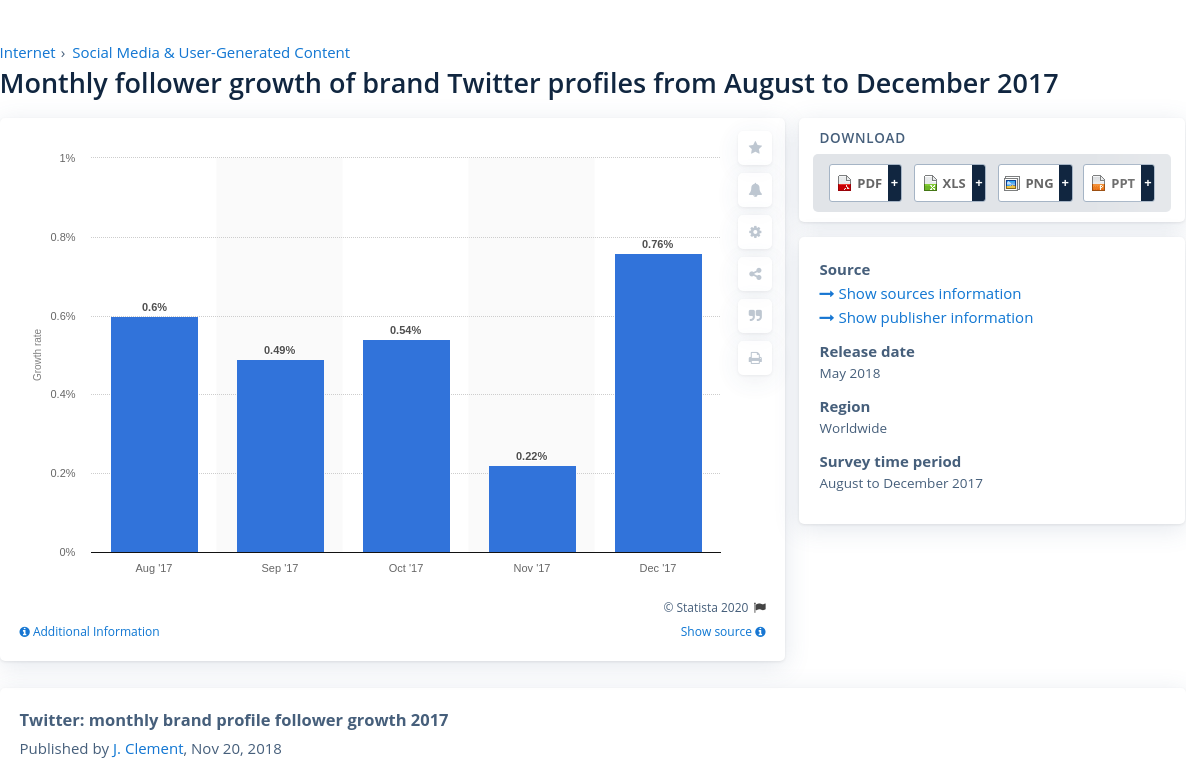 Internet › Social Media & User-Generated Content
Monthly follower growth of brand Twitter profiles from August to December 2017
1%
0.8%
0.6%
0.4%
0.2%
0%
Growth rate
0.6%
0.49%
0.54%
0.22%
0.76%
Aug '17 Sep '17 Oct '17 Nov '17 Dec '17
© Statista 2020
Additional Information Show source
DOWNLOAD
PDF + XLS + PNG + PPT +
Source
Show sources information
Show publisher information
Release date
May 2018
Region
Worldwide
Survey time period
August to December 2017
Twitter: monthly brand profile follower growth 2017
Published by J. Clement, Nov 20, 2018